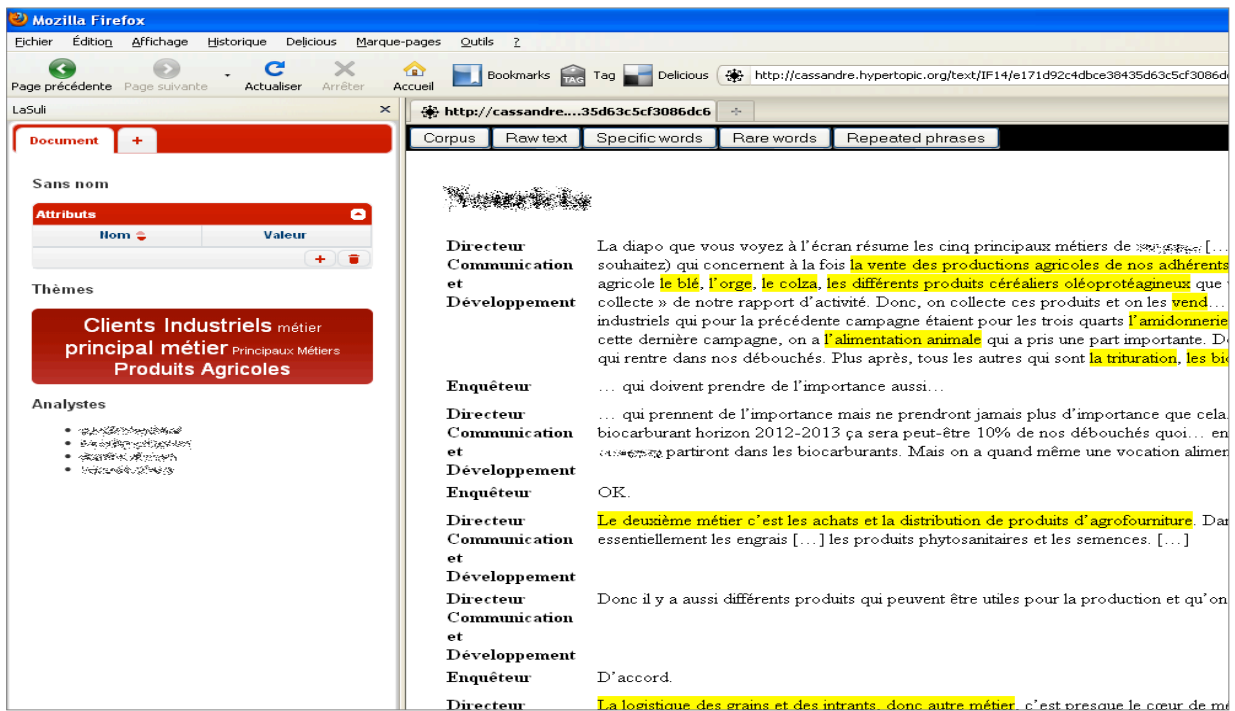 Mozilla Firefox
Fichier Édition Affichage Historique Delicious Marque-pages Outils ?
Page précédente Page suivante Actualiser Arrêter Accueil Bookmarks TAG Tag Delicious http://cassandre.hypertopic.org/text/IF14/e171d92c4dbce38435d63c5cf3086d
LaSuli
http://cassandre....35d63c5cf3086dc6
Document +
Corpus Raw text Specific words Rare words Repeated phrases
Sans nom
Attributs
Nom Valeur
+
Thèmes
Clients Industriels métier
principal métier Principaux Métiers
Produits Agricoles
Analystes
Directeur La diapo que vous voyez à l'écran résume les cinq principaux métiers de [...
Communication souhaitez) qui concernent à la fois la vente des productions agricoles de nos adhérents
et agricole le blé, l'orge, le colza, les différents produits céréaliers oléoprotéagineux que
Développement collecte » de notre rapport d'activité. Donc, on collecte ces produits et on les vend...
industriels qui pour la précédente campagne étaient pour les trois quarts l'amidonnerie
cette dernière campagne, on a l'alimentation animale qui a pris une part importante.
qui rentre dans nos débouchés. Plus après, tous les autres qui sont la trituration, les
Enquêteur ... qui doivent prendre de l'importance aussi...
Directeur ... qui prennent de l'importance mais ne prendront jamais plus d'importance que cela.
Communication biocarburant horizon 2012-2013 ça sera peut-être 10% de nos débouchés quoi... en
et partiront dans les biocarburants. Mais on a quand même une vocation
Développement
Enquêteur OK.
Directeur Le deuxième métier c'est les achats et la distribution de produits d'agrofourniture.
Communication essentiellement les engrais [...] les produits phytosanitaires et les semences. [...]
et
Développement
Directeur Donc il y a aussi différents produits qui peuvent être utiles pour la production et qu'on
Communication
et
Développement
Enquêteur D'accord.
Directeur La logistique des grains et des intrants, donc autre métier, c'est presque le cœur de